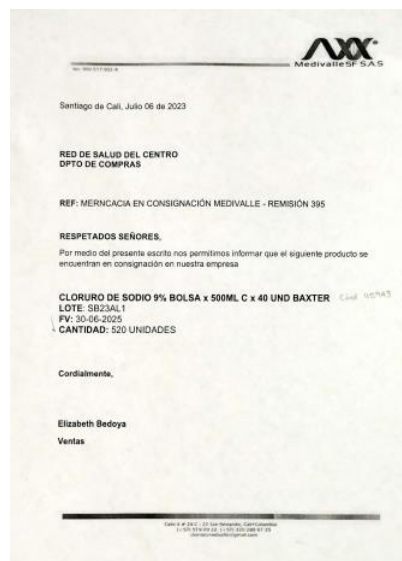 MedivalleSF S.A.S
Santiago de Cali, Julio 06 de 2023
RED DE SALUD DEL CENTRO
DPTO DE COMPRAS
REF: MERNCACIA EN CONSIGNACIÓN MEDIVALLE - REMISIÓN 395
RESPETADOS SEÑORES,
Por medio del presente escrito nos permitimos informar que el siguiente producto se
encuentran en consignación en nuestra empresa
CLORURO DE SODIO 9% BOLSA x 500ML C x 40 UND BAXTER
LOTE: SB23AL1
FV: 30-06-2025
CANTIDAD: 520 UNIDADES
Cordialmente,
Elizabeth Bedoya
Ventas